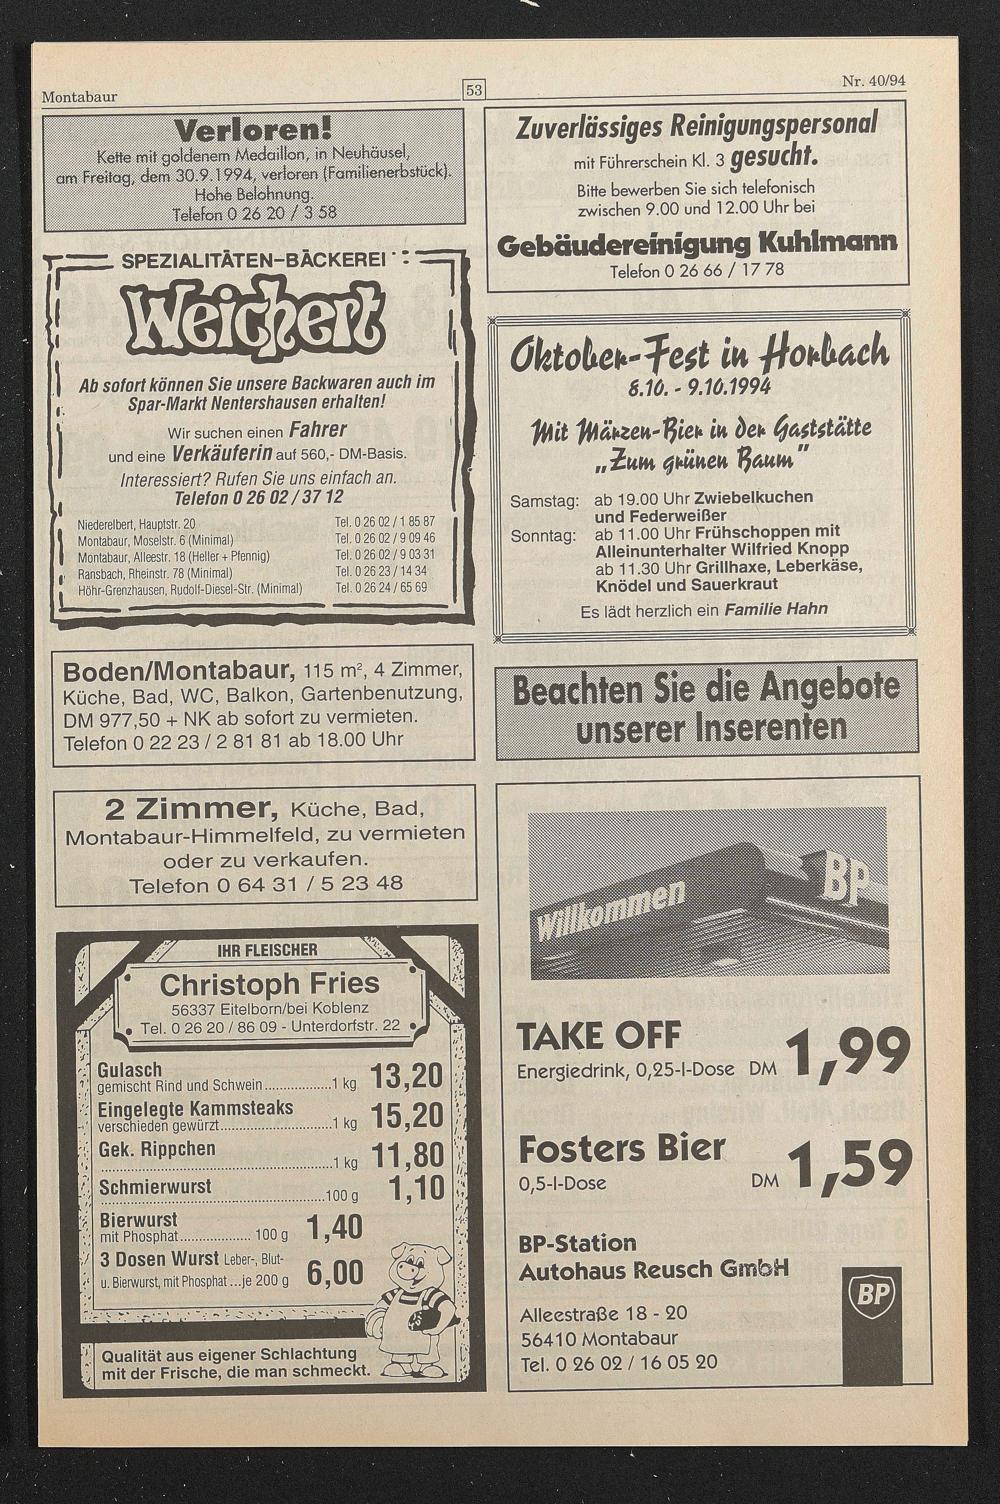 Montabaur
53
Nr. 40/94
Verloren!
Kette mit goldenem Medaillon, in Neuhäusel,
am Freitag, dem 30.9.1994, verloren (Familienerbstück).
Hohe Belohnung.
Telefon 0 26 20 / 3 58
SPEZIALITÄTEN-BÄCKEREI
Weichert
Ab sofort können Sie unsere Backwaren auch im
Spar-Markt Nentershausen erhalten!
Wir suchen einen Fahrer
und eine Verkäuferin auf 560,- DM-Basis.
Interessiert? Rufen Sie uns einfach an.
Telefon 0 26 02 / 37 12
Niederelbert, Hauptstr. 20 Tel. 0 26 02 / 1 85 87
Montabaur, Moselstr. 6 (Minimal) Tel. 0 26 02 / 9 09 46
Montabaur, Alleestr. 18 (Heller + Pfennig) Tel. 0 26 02 / 9 03 31
Ransbach, Rheinstr. 78 (Minimal) Tel. 0 26 23 / 14 34
Höhr-Grenzhausen, Rudolf-Diesel-Str. (Minimal) Tel. 0 26 24 / 65 69
Boden/Montabaur, 115 m², 4 Zimmer,
Küche, Bad, WC, Balkon, Gartenbenutzung,
DM 977,50 + NK ab sofort zu vermieten.
Telefon 0 22 23 / 2 81 81 ab 18.00 Uhr
2 Zimmer, Küche, Bad,
Montabaur-Himmelfeld, zu vermieten
oder zu verkaufen.
Telefon 0 64 31 / 5 23 48
IHR FLEISCHER
Christoph Fries
56337 Eitelborn/bei Koblenz
Tel. 0 26 20 / 86 09 - Unterdorfstr. 22
Gulasch
gemischt Rind und Schwein....................1 kg 13,20
Eingelegte Kammsteaks
verschieden gewürzt.................................1 kg 15,20
Gek. Rippchen
....................................................................1 kg 11,80
Schmierwurst
..................................................................100 g 1,10
Bierwurst
mit Phosphat.................... 100 g 1,40
3 Dosen Wurst Leber-, Blut-
u. Bierwurst, mit Phosphat ...je 200 g 6,00
Qualität aus eigener Schlachtung
mit der Frische, die man schmeckt.
Zuverlässiges Reinigungspersonal
mit Führerschein Kl. 3 gesucht.
Bitte bewerben Sie sich telefonisch
zwischen 9.00 und 12.00 Uhr bei
Gebäudereinigung Kuhlmann
Telefon 0 26 66 / 17 78
Oktober-Fest in Horbach
8.10. - 9.10.1994
Mit Märzen-Bier in der Gaststätte
„Zum grünen Baum"
Samstag: ab 19.00 Uhr Zwiebelkuchen
und Federweißer
Sonntag: ab 11.00 Uhr Frühschoppen mit
Alleinunterhalter Wilfried Knopp
ab 11.30 Uhr Grillhaxe, Leberkäse,
Knödel und Sauerkraut
Es lädt herzlich ein Familie Hahn
Beachten Sie die Angebote
unserer Inserenten
Willkommen
BP
TAKE OFF
Energiedrink, 0,25-l-Dose DM 1,99
Fosters Bier
0,5-l-Dose DM 1,59
BP-Station
Autohaus Reusch GmbH
Alleestraße 18 - 20
56410 Montabaur
Tel. 0 26 02 / 16 05 20
BP